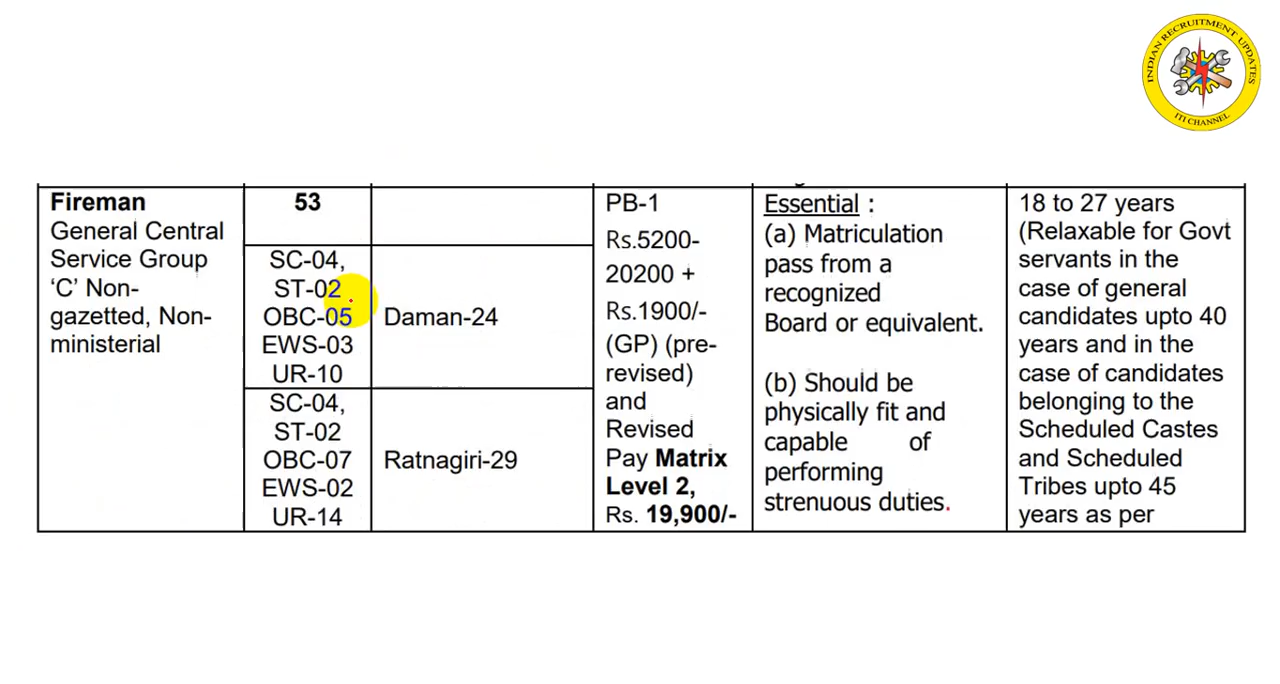 INDIAN RECRUITMENT UPDATES
ITI CHANNEL
Fireman
General Central
Service Group
‘C’ Non-
gazetted, Non-
ministerial
53
SC-04,
ST-02
OBC-05
EWS-03
UR-10
Daman-24
SC-04,
ST-02
OBC-07
EWS-02
UR-14
Ratnagiri-29
PB-1
Rs.5200-
20200 +
Rs.1900/-
(GP) (pre-
revised)
and
Revised
Pay Matrix
Level 2,
Rs. 19,900/-
Essential :
(a) Matriculation
pass from a
recognized
Board or equivalent.
(b) Should be
physically fit and
capable of
performing
strenuous duties.
18 to 27 years
(Relaxable for Govt
servants in the
case of general
candidates upto 40
years and in the
case of candidates
belonging to the
Scheduled Castes
and Scheduled
Tribes upto 45
years as per